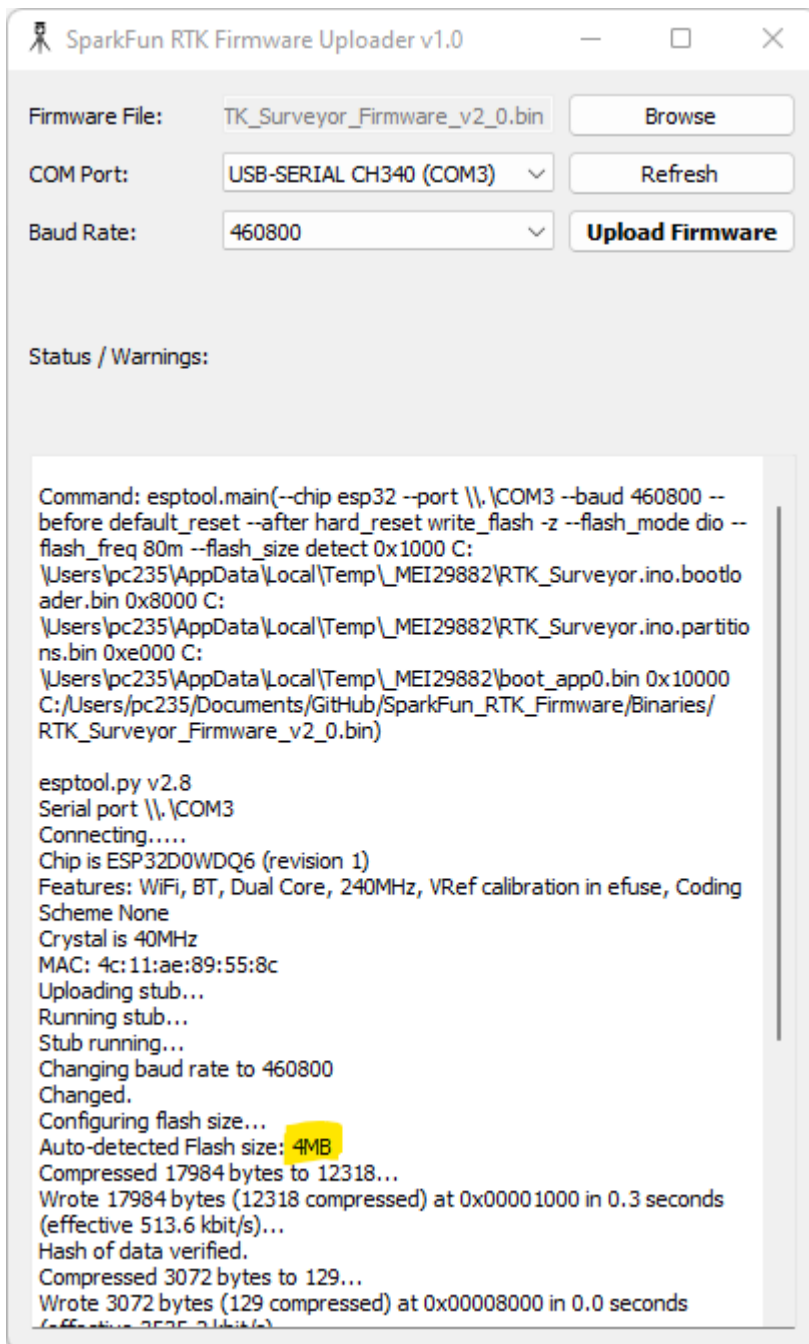 SparkFun RTK Firmware Uploader v1.0
Firmware File: TK_Surveyor_Firmware_v2_0.bin Browse
COM Port: USB-SERIAL CH340 (COM3) Refresh
Baud Rate: 460800 Upload Firmware
Status / Warnings:
Command: esptool.main(--chip esp32 --port \\.\COM3 --baud 460800 --
before default_reset --after hard_reset write_flash -z --flash_mode dio --
flash_freq 80m --flash_size detect 0x1000 C:
\Users\pc235\AppData\Local\Temp\_MEI29882\RTK_Surveyor.ino.bootlo
ader.bin 0x8000 C:
\Users\pc235\AppData\Local\Temp\_MEI29882\RTK_Surveyor.ino.partitio
ns.bin 0xe000 C:
\Users\pc235\AppData\Local\Temp\_MEI29882\boot_app0.bin 0x10000
C:/Users/pc235/Documents/GitHub/SparkFun_RTK_Firmware/Binaries/
RTK_Surveyor_Firmware_v2_0.bin)
esptool.py v2.8
Serial port \\.\COM3
Connecting.....
Chip is ESP32D0WDQ6 (revision 1)
Features: WiFi, BT, Dual Core, 240MHz, VRef calibration in efuse, Coding
Scheme None
Crystal is 40MHz
MAC: 4c:11:ae:89:55:8c
Uploading stub...
Running stub...
Stub running...
Changing baud rate to 460800
Changed.
Configuring flash size...
Auto-detected Flash size: 4MB
Compressed 17984 bytes to 12318...
Wrote 17984 bytes (12318 compressed) at 0x00001000 in 0.3 seconds
(effective 513.6 kbit/s)...
Hash of data verified.
Compressed 3072 bytes to 129...
Wrote 3072 bytes (129 compressed) at 0x00008000 in 0.0 seconds